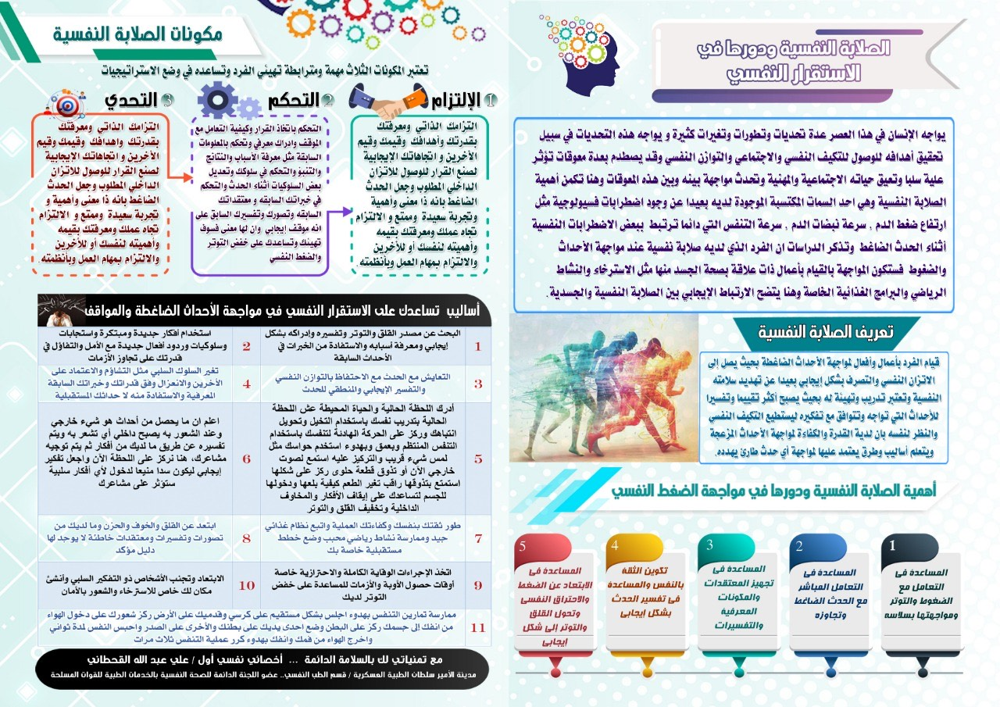 الصلابة النفسية ودورها في
الاستقرار النفسي
يواجه الإنسان في هذا العصر عدة تحديات وتطورات وتغيرات كثيرة و يواجه هذه التحديات في سبيل
تحقيق أهدافه للوصول للتكيف النفسي والاجتماعي والتوازن النفسي وقد يصطدم بعدة معوقات تؤثر
علية سلبا وتعيق حياته الاجتماعية والمهنية وتحدث مواجهة بينه وبين هذه المعوقات وهنا تكمن أهمية
الصلابة النفسية وهي احد السمات المكتسبة الموجودة لديه بعيدا عن وجود اضطرابات فسيولوجية مثل
ارتفاع ضغط الدم , سرعة نبضات الدم , سرعة التنفس التي دائما ترتبط ببعض الاضطرابات النفسية
أثناء الحدث الضاغط وتذكر الدراسات ان الفرد الذي لديه صلابة نفسية عند مواجهة الأحداث
والضغوط فستكون المواجهة بالقيام بأعمال ذات علاقة بصحة الجسد منها مثل الاسترخاء والنشاط
الرياضي والبرامج الغذائية الخاصة وهنا يتضح الارتباط الإيجابي بين الصلابة النفسية والجسدية.
تعريف الصلابة النفسية
قيام الفرد بأعمال وأفعال لمواجهة الأحداث الضاغطة بحيث يصل إلى
الاتزان النفسي والتصرف بشكل إيجابي بعيدا عن تهديد سلامته
النفسية وتعتبر تدريب وتهيئة له بحيث يصبح أكثر تقييما وتفسيرا
للأحداث التي تواجه وتتوافق مع تفكيره ليستطيع التكيف النفسي
والنظر لنفسه بان لدية القدرة والكفاءة لمواجهة الأحداث المزعجة
ويتعلم أساليب وطرق يعتمد عليها لمواجهة أي حدث طارئ يهدده.
أهمية الصلابة النفسية ودورها في مواجهة الضغط النفسي
1
المساعدة فى
التعامل مع
الضغوط والتوتر
ومواجهتها بسلاسه
2
المساعدة فى
التعامل المباشر
مع الحدث الضاغط
وتجاوزه
3
المساعدة فى
تجهيز المعتقدات
والمكونات
المعرفية
والتفسيرات
4
تكوين الثقة
بالنفس والمساعدة
فى تفسير الحدث
بشكل إيجابى
5
المساعدة فى
الابتعاد عن الضغط
والاحتراق النفسى
وتحول القلق
والتوتر إلى شكل
إيجابى
مكونات الصلابة النفسية
تعتبر المكونات الثلاث مهمة ومترابطة تهيئي الفرد وتساعده في وضع الاستراتيجيات
1 الإلتزام
التزامك الذاتي ومعرفتك
بقدرتك وأهدافك وقيمك وقيم
الأخرين و اتجاهاتك الإيجابية
لصنع القرار للوصول للاتزان
الداخلي المطلوب وجعل الحدث
الضاغط بانه ذا معنى وأهمية
وتجربة سعيدة وممتع و الالتزام
تجاه عملك ومعرفتك بقيمه
وأهميته لنفسك أو للأخرين
والالتزام بمهام العمل وبأنظمته.
2 التحكم
التحكم باتخاذ القرار وكيفية التعامل مع
الموقف وادراك معرفي وتحكم بالمعلومات
السابقة مثل معرفة الأسباب والنتائج
والتنبؤ والتحكم في سلوكك وتعديل
بعض السلوكيات أثناء الحدث والتحكم
في خبراتك السابقه و معتقداتك
السابقه وتصورك وتفسيرك السابق على
انه موقف إيجابي وان لها معنى فسوف
تهيئك وتساعدك على خفض التوتر
والضغط النفسي
3 التحدي
التزامك الذاتي ومعرفتك
بقدرتك واهدافك وقيمك وقيم
الأخرين و اتجاهاتك الإيجابية
لصنع القرار للوصول للاتزان
الداخلي المطلوب وجعل الحدث
الضاغط بانه ذا معنى وأهمية و
تجربة سعيدة وممتع و الالتزام
تجاه عملك ومعرفتك بقيمه
وأهميته لنفسك أو للأخرين
والالتزام بمهام العمل وبأنظمته.
أساليب تساعدك على الاستقرار النفسي في مواجهة الأحداث الضاغطة والمواقف
1
البحث عن مصدر القلق والتوتر وتفسيره وإدراكه بشكل
إيجابي ومعرفة أسبابه والاستفادة من الخبرات في
الأحداث السابقة
2
استخدام أفكار جديدة ومبتكرة واستجابات
وسلوكيات وردود أفعال جديدة مع الأمل والتفاؤل في
قدرتك على تجاوز الأزمات
3
التعايش مع الحدث مع الاحتفاظ بالتوازن النفسي
والتفسير الإيجابي والمنطقي للحدث
4
تغير السلوك السلبي مثل التشاؤم والاعتماد على
الأخرين والانعزال وفق قدراتك وخبراتك السابقة
المعرفية والاستفادة منه لا حداثك المستقبلية
5
أدرك اللحظة الحالية والحياة المحيطة عش اللحظة
الحالية بتدريب نفسك باستخدام التخيل وتحويل
انتباهك وركز على الحركة الهادئة لتنفسك باستخدام
التنفس المنتظم وبعمق وبهدوء استخدم حواسك مثل
لمس شيء قريب والتركيز عليه استمع لصوت
خارجي الآن أو تذوق قطعة حلوى ركز على شكلها
استمتع بتذوقها راقب تغير الطعم كيفية بلعها ودخولها
للجسم لتساعدك على إيقاف الأفكار والمخاوف
الداخلية وتخفيف القلق والتوتر
6
اعلم ان ما يحصل من أحداث هو شيء خارجي
وعند الشعور به يصبح داخلي أي تشعر به ويتم
تفسيره عن طريق ما لديك من أفكار ثم يتم توجيه
مشاعرك، هنا نركز على اللحظة الآن واجعل تفكير
إيجابي ليكون سدا منيعا لدخول لأي أفكار سلبية
ستؤثر على مشاعرك
7
طور ثقتك بنفسك وكفاءتك العملية واتبع نظام غذائي
جيد وممارسة نشاط رياضي محبب وضع خطط
مستقبلية خاصة بك
8
ابتعد عن القلق والخوف والحزن وما لديك من
تصورات وتفسيرات ومعتقدات خاطئة لا يوجد لها
دليل مؤكد
9
اتخذ الإجراءات الوقاية الكاملة والاحترازية خاصة
أوقات حصول الأوبة والأزمات للمساعدة على خفض
التوتر لديك
10
الابتعاد وتجنب الأشخاص ذو التفكير السلبي وأنشئ
مكان لك خاص للاسترخاء والشعور بالأمان
11
ممارسة تمارين التنفس بهدوء اجلس بشكل مستقيم على كرسي وقدميك على الأرض ركز شعورك على دخول الهواء
من انفك إلى جسمك ركز على البطن وضع احدى يديك على بطنك والأخرى على الصدر واحبس النفس لمدة ثواني
واخرج الهواء من فمك وانفك بهدوء كرر عملية التنفس ثلاث مرات
مع تمنياتي لك بالسلامة الدائمة ... أخصائي نفسي أول / علي عبد الله القحطاني
مدينة الأمير سلطان الطبية العسكرية / قسم الطب النفسي.. عضو اللجنة الدائمة للصحة النفسية بالخدمات الطبية للقوات المسلحة